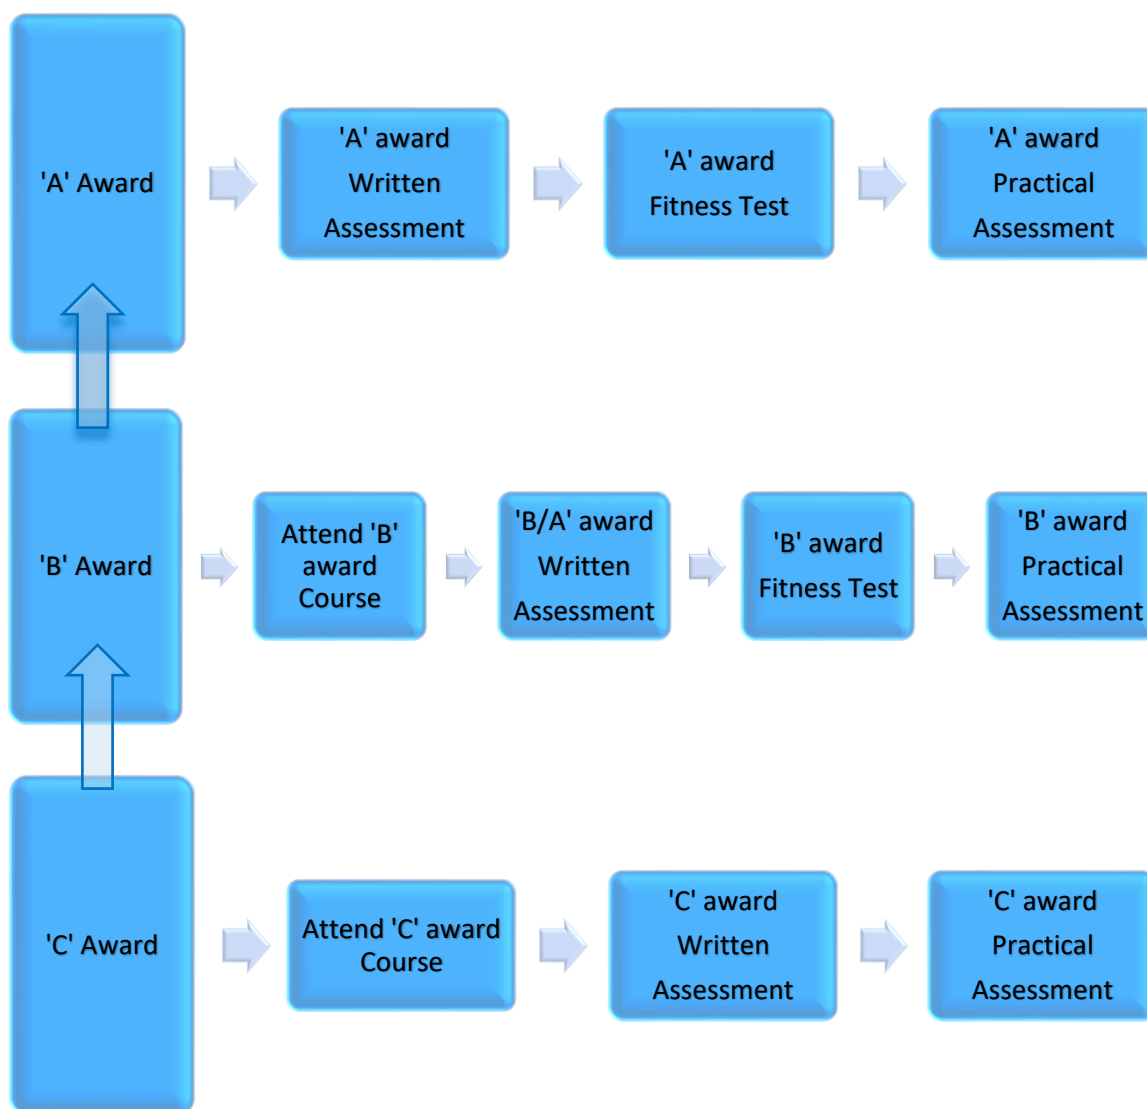 'A' Award
'A' award
Written
Assessment
'A' award
Fitness Test
'A' award
Practical
Assessment
'B' Award
Attend 'B'
award
Course
'B/A' award
Written
Assessment
'B' award
Fitness Test
'B' award
Practical
Assessment
'C' Award
Attend 'C' award
Course
'C' award
Written
Assessment
'C' award
Practical
Assessment